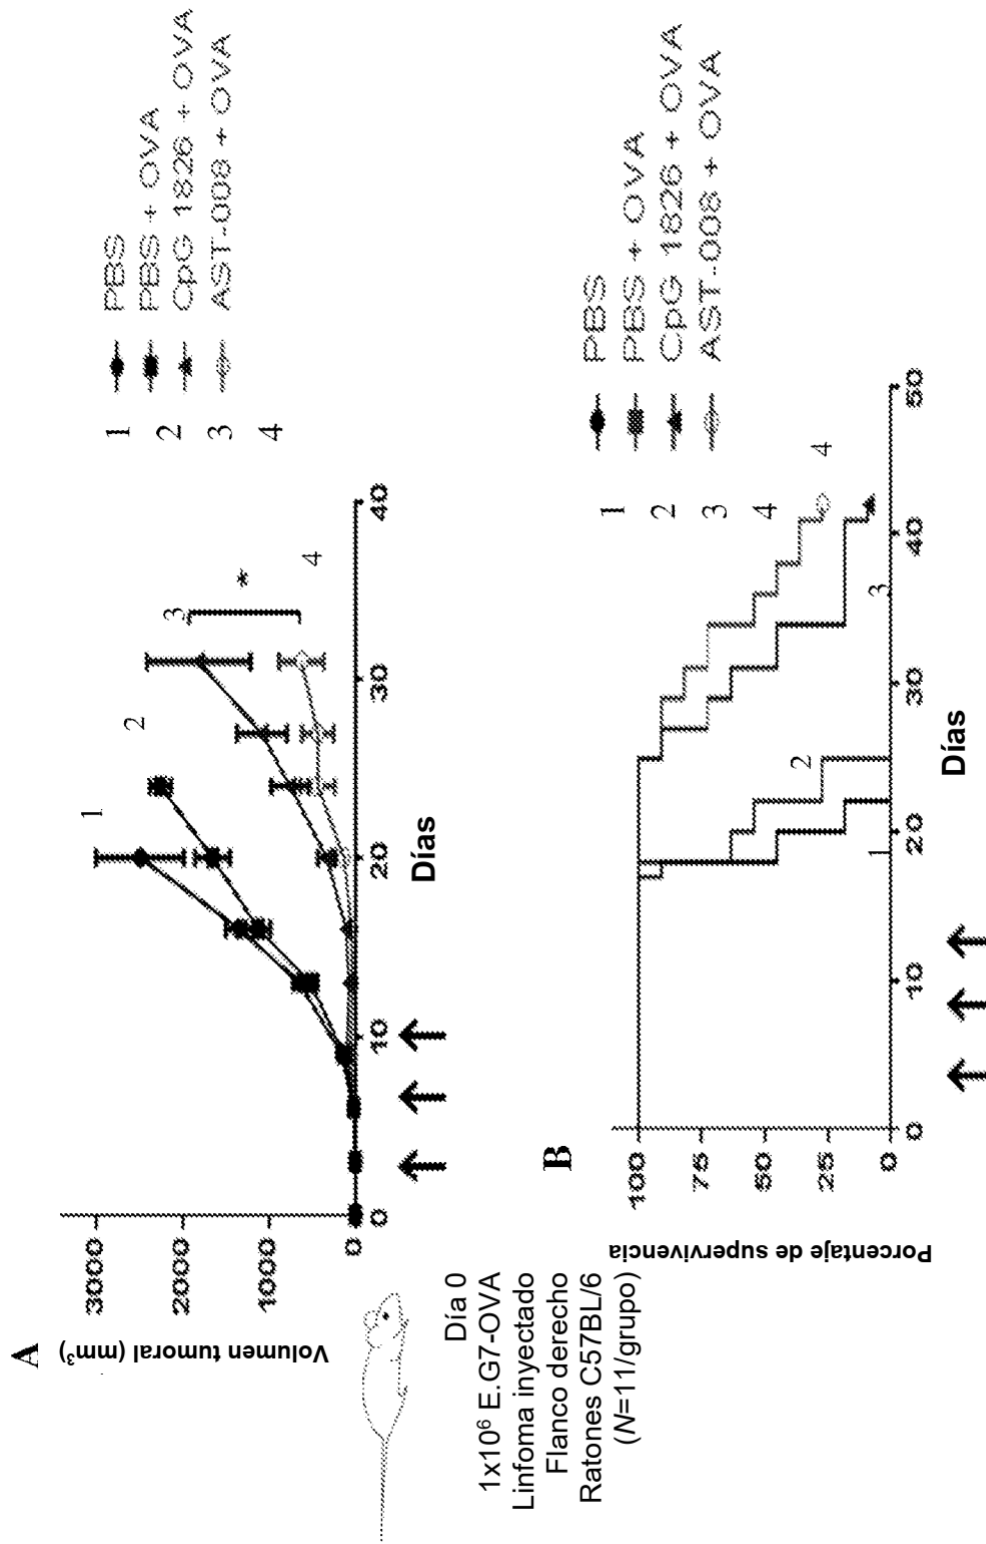 A
Volumen tumoral (mm³)
3000
2000
1000
0
0
10
20
30
40
Días
1
2
3
4
*
1 PBS
2 PBS + OVA
3 CpG 1826 + OVA
4 AST-008 + OVA
Día 0
1x10⁶ E.G7-OVA
Linfoma inyectado
Flanco derecho
Ratones C57BL/6
(N=11/grupo)
B
Porcentaje de supervivencia
100
75
50
25
0
0
10
20
30
40
50
Días
1
2
3
4
1 PBS
2 PBS + OVA
3 CpG 1826 + OVA
4 AST-008 + OVA